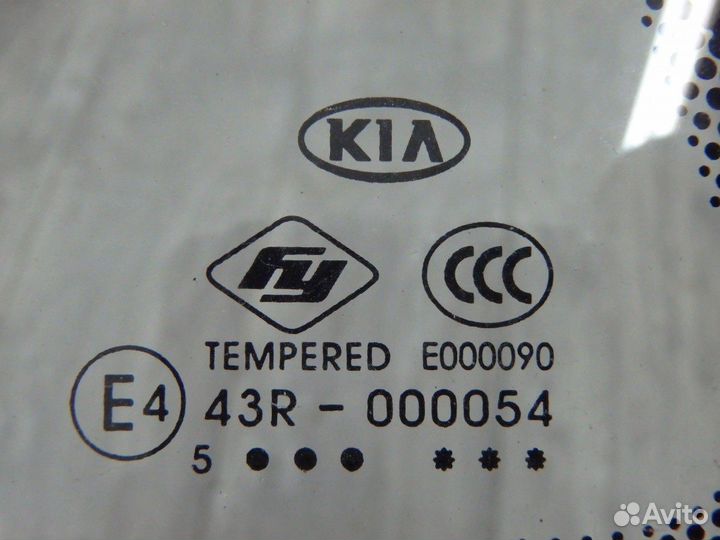 KIA
fy CCC
TEMPERED E000090
E4 43R - 000054
5 ● ● ● ✸ ✸ ✸
Avito